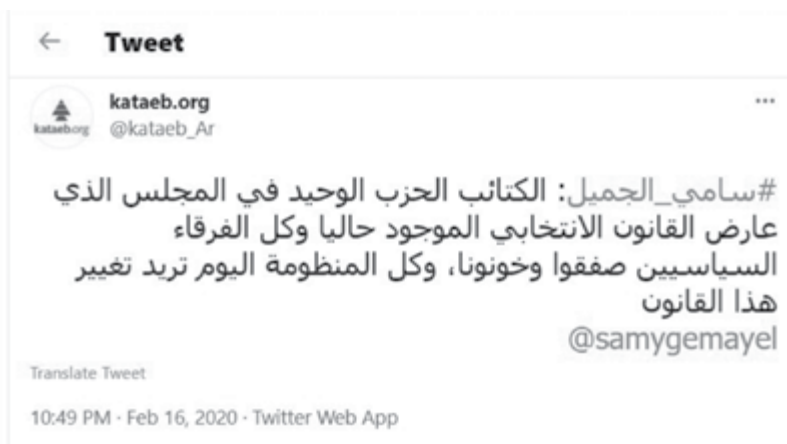 ← Tweet
kataeb.org
@kataeb_Ar
kataeb.org
#سامي_الجميل: الكتائب الحزب الوحيد في المجلس الذي
عارض القانون الانتخابي الموجود حاليا وكل الفرقاء
السياسيين صفقوا وخونونا، وكل المنظومة اليوم تريد تغيير
هذا القانون
@samygemayel
Translate Tweet
10:49 PM · Feb 16, 2020 · Twitter Web App